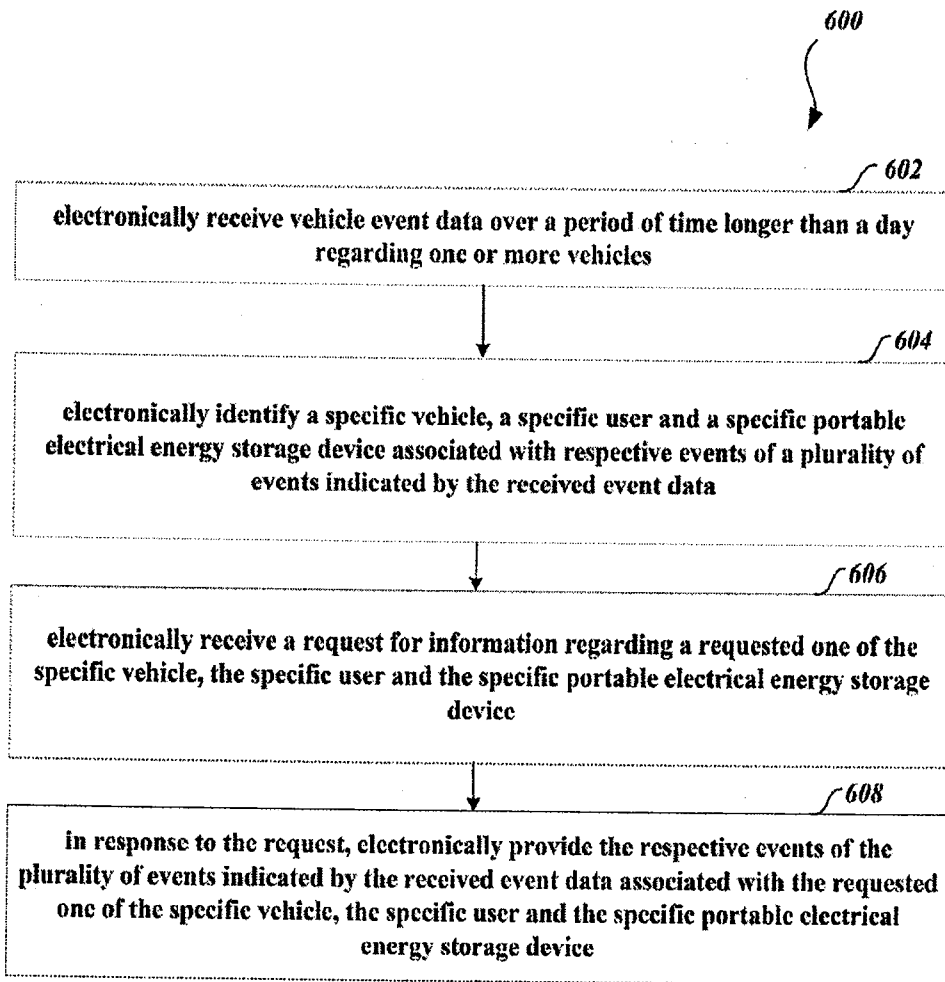 600
602
electronically receive vehicle event data over a period of time longer than a day
regarding one or more vehicles
604
electronically identify a specific vehicle, a specific user and a specific portable
electrical energy storage device associated with respective events of a plurality of
events indicated by the received event data
606
electronically receive a request for information regarding a requested one of the
specific vehicle, the specific user and the specific portable electrical energy storage
device
608
in response to the request, electronically provide the respective events of the
plurality of events indicated by the received event data associated with the requested
one of the specific vehicle, the specific user and the specific portable electrical
energy storage device